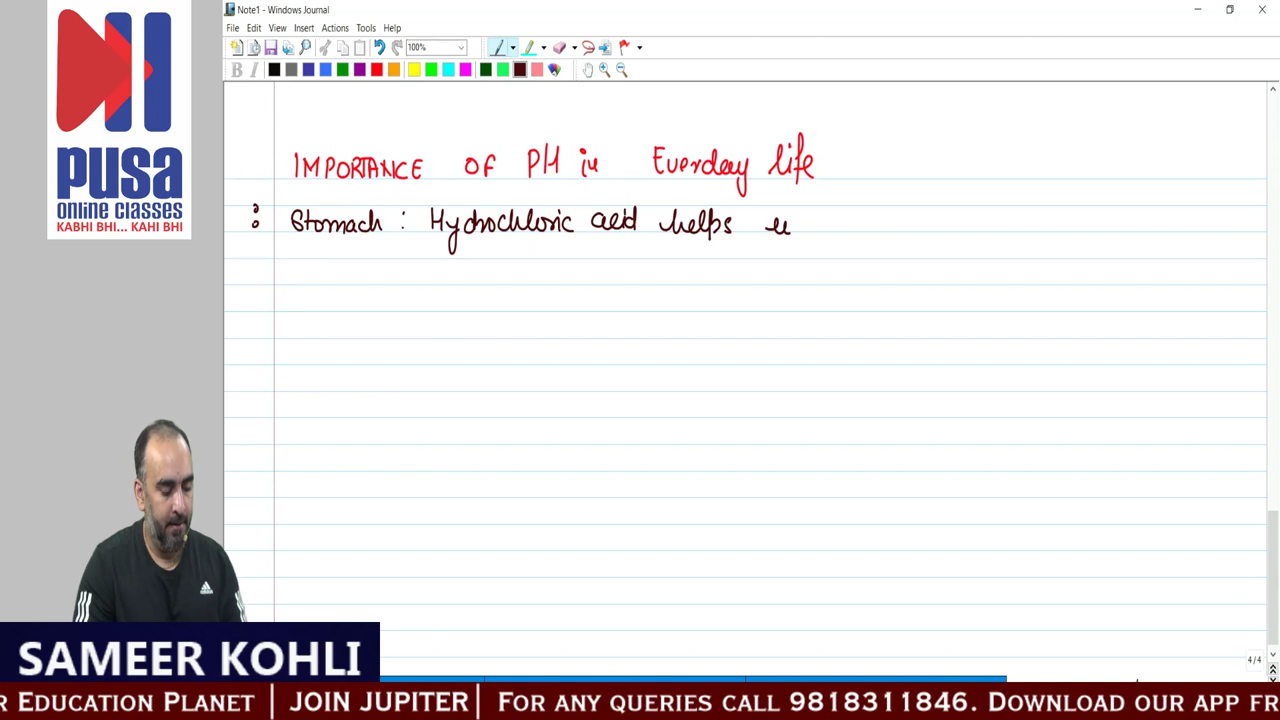 Note1 - Windows Journal
File Edit View Insert Actions Tools Help
100%
B I
PUSA
ONLINE CLASSES
KABHI BHI... KAHI BHI
IMPORTANCE OF PH in Everday life
: Stomach : Hydrochloric acid helps
4/4
SAMEER KOHLI
R EDUCATION PLANET | JOIN JUPITER | FOR ANY QUERIES CALL 9818311846. DOWNLOAD OUR APP FR